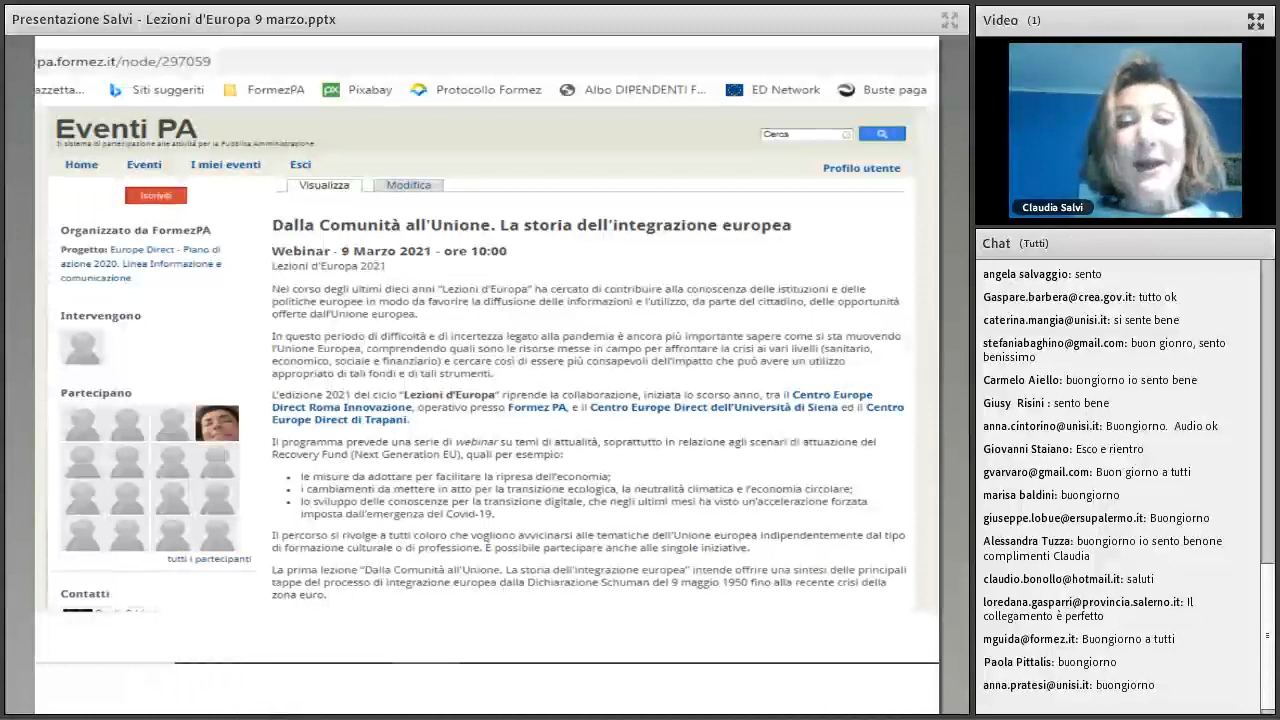 Presentazione Salvi - Lezioni d'Europa 9 marzo.pptx
pa.formez.it/node/297059
azzetta...
Siti suggeriti
FormezPA
Pixabay
Protocollo Formez
Albo DIPENDENTI F...
ED Network
Buste paga
Eventi PA
Il sistema di partecipazione alle attività per la Pubblica Amministrazione
Cerca
Home Eventi I miei eventi Esci
Profilo utente
Iscriviti
Visualizza Modifica
Organizzato da FormezPA
Progetto: Europe Direct - Piano di
azione 2020. Linea Informazione e
comunicazione
Intervengono
Partecipano
tutti i partecipanti
Contatti
Dalla Comunità all'Unione. La storia dell'integrazione europea
Webinar - 9 Marzo 2021 - ore 10:00
Lezioni d'Europa 2021
Nel corso degli ultimi dieci anni "Lezioni d'Europa" ha cercato di contribuire alla conoscenza delle istituzioni e delle
politiche europee in modo da favorire la diffusione delle informazioni e l'utilizzo, da parte del cittadino, delle opportunità
offerte dall'Unione europea.
In questo periodo di difficoltà e di incertezza legato alla pandemia è ancora più importante sapere come si sta muovendo
l'Unione Europea, comprendendo quali sono le risorse messe in campo per affrontare la crisi ai vari livelli (sanitario,
economico, sociale e finanziario) e cercare così di essere più consapevoli dell'impatto che può avere un utilizzo
appropriato di tali fondi e di tali strumenti.
L'edizione 2021 del ciclo "Lezioni d'Europa" riprende la collaborazione, iniziata lo scorso anno, tra il Centro Europe
Direct Roma Innovazione, operativo presso Formez PA, e il Centro Europe Direct dell'Università di Siena ed il Centro
Europe Direct di Trapani.
Il programma prevede una serie di webinar su temi di attualità, soprattutto in relazione agli scenari di attuazione del
Recovery Fund (Next Generation EU), quali per esempio:
• le misure da adottare per facilitare la ripresa dell'economia;
• i cambiamenti da mettere in atto per la transizione ecologica, la neutralità climatica e l'economia circolare;
• lo sviluppo delle conoscenze per la transizione digitale, che negli ultimi mesi ha visto un'accelerazione forzata
imposta dall'emergenza del Covid-19.
Il percorso si rivolge a tutti coloro che vogliono avvicinarsi alle tematiche dell'Unione europea indipendentemente dal tipo
di formazione culturale o di professione. E possibile partecipare anche alle singole iniziative.
La prima lezione "Dalla Comunità all'Unione. La storia dell'integrazione europea" intende offrire una sintesi delle principali
tappe del processo di integrazione europea dalla Dichiarazione Schuman del 9 maggio 1950 fino alla recente crisi della
zona euro.
Video (1)
Claudia Salvi
Chat (Tutti)
angela salvaggio: sento
Gaspare.barbera@crea.gov.it: tutto ok
caterina.mangia@unisi.it: si sente bene
stefaniabaghino@gmail.com: buon gionro, sento
benissimo
Carmelo Aiello: buongiorno io sento bene
Giusy Risini : sento bene
anna.cintorino@unisi.it: Buongiorno. Audio ok
Giovanni Staiano: Esco e rientro
gvarvaro@gmail.com: Buon giorno a tutti
marisa baldini: buongiorno
giuseppe.lobue@ersupalermo.it: Buongiorno
Alessandra Tuzza: buongiorno io sento benone
complimenti Claudia
claudio.bonollo@hotmail.it: saluti
loredana.gasparri@provincia.salerno.it: Il
collegamento è perfetto
mguida@formez.it: Buongiorno a tutti
Paola Pittalis: buongiorno
anna.pratesi@unisi.it: buongiorno